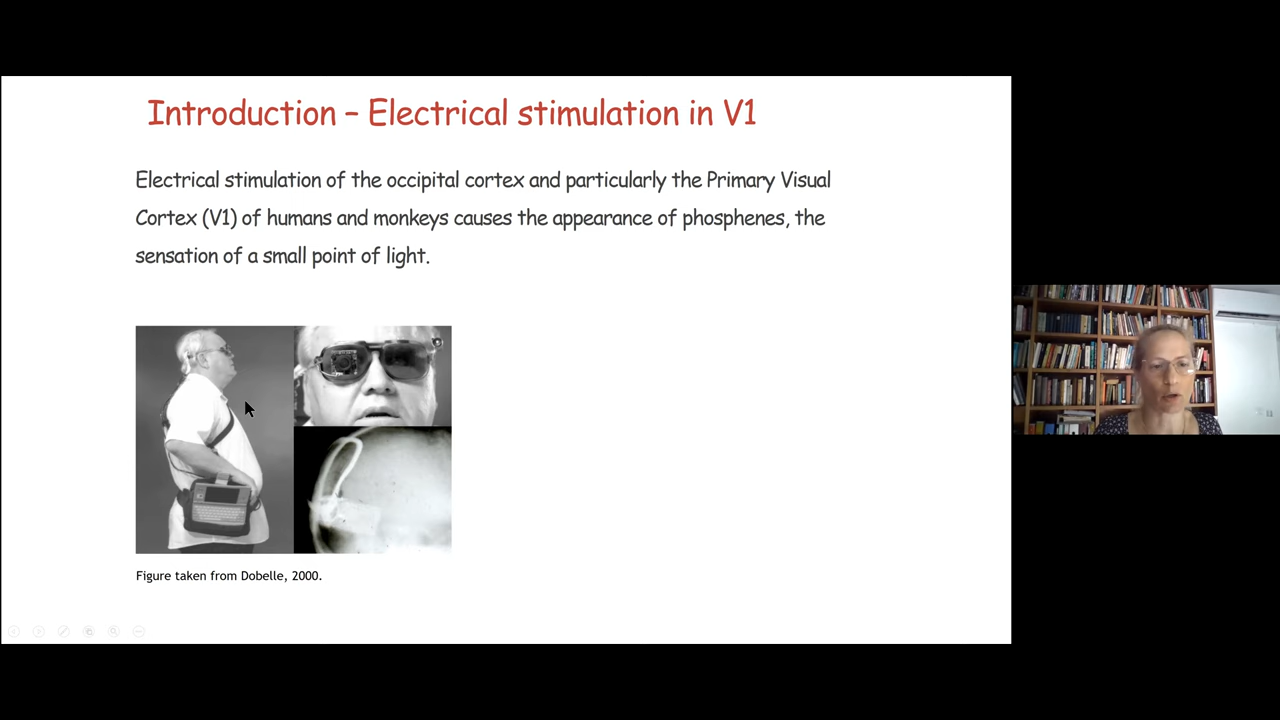 Introduction – Electrical stimulation in V1
Electrical stimulation of the occipital cortex and particularly the Primary Visual
Cortex (V1) of humans and monkeys causes the appearance of phosphenes, the
sensation of a small point of light.
Figure taken from Dobelle, 2000.